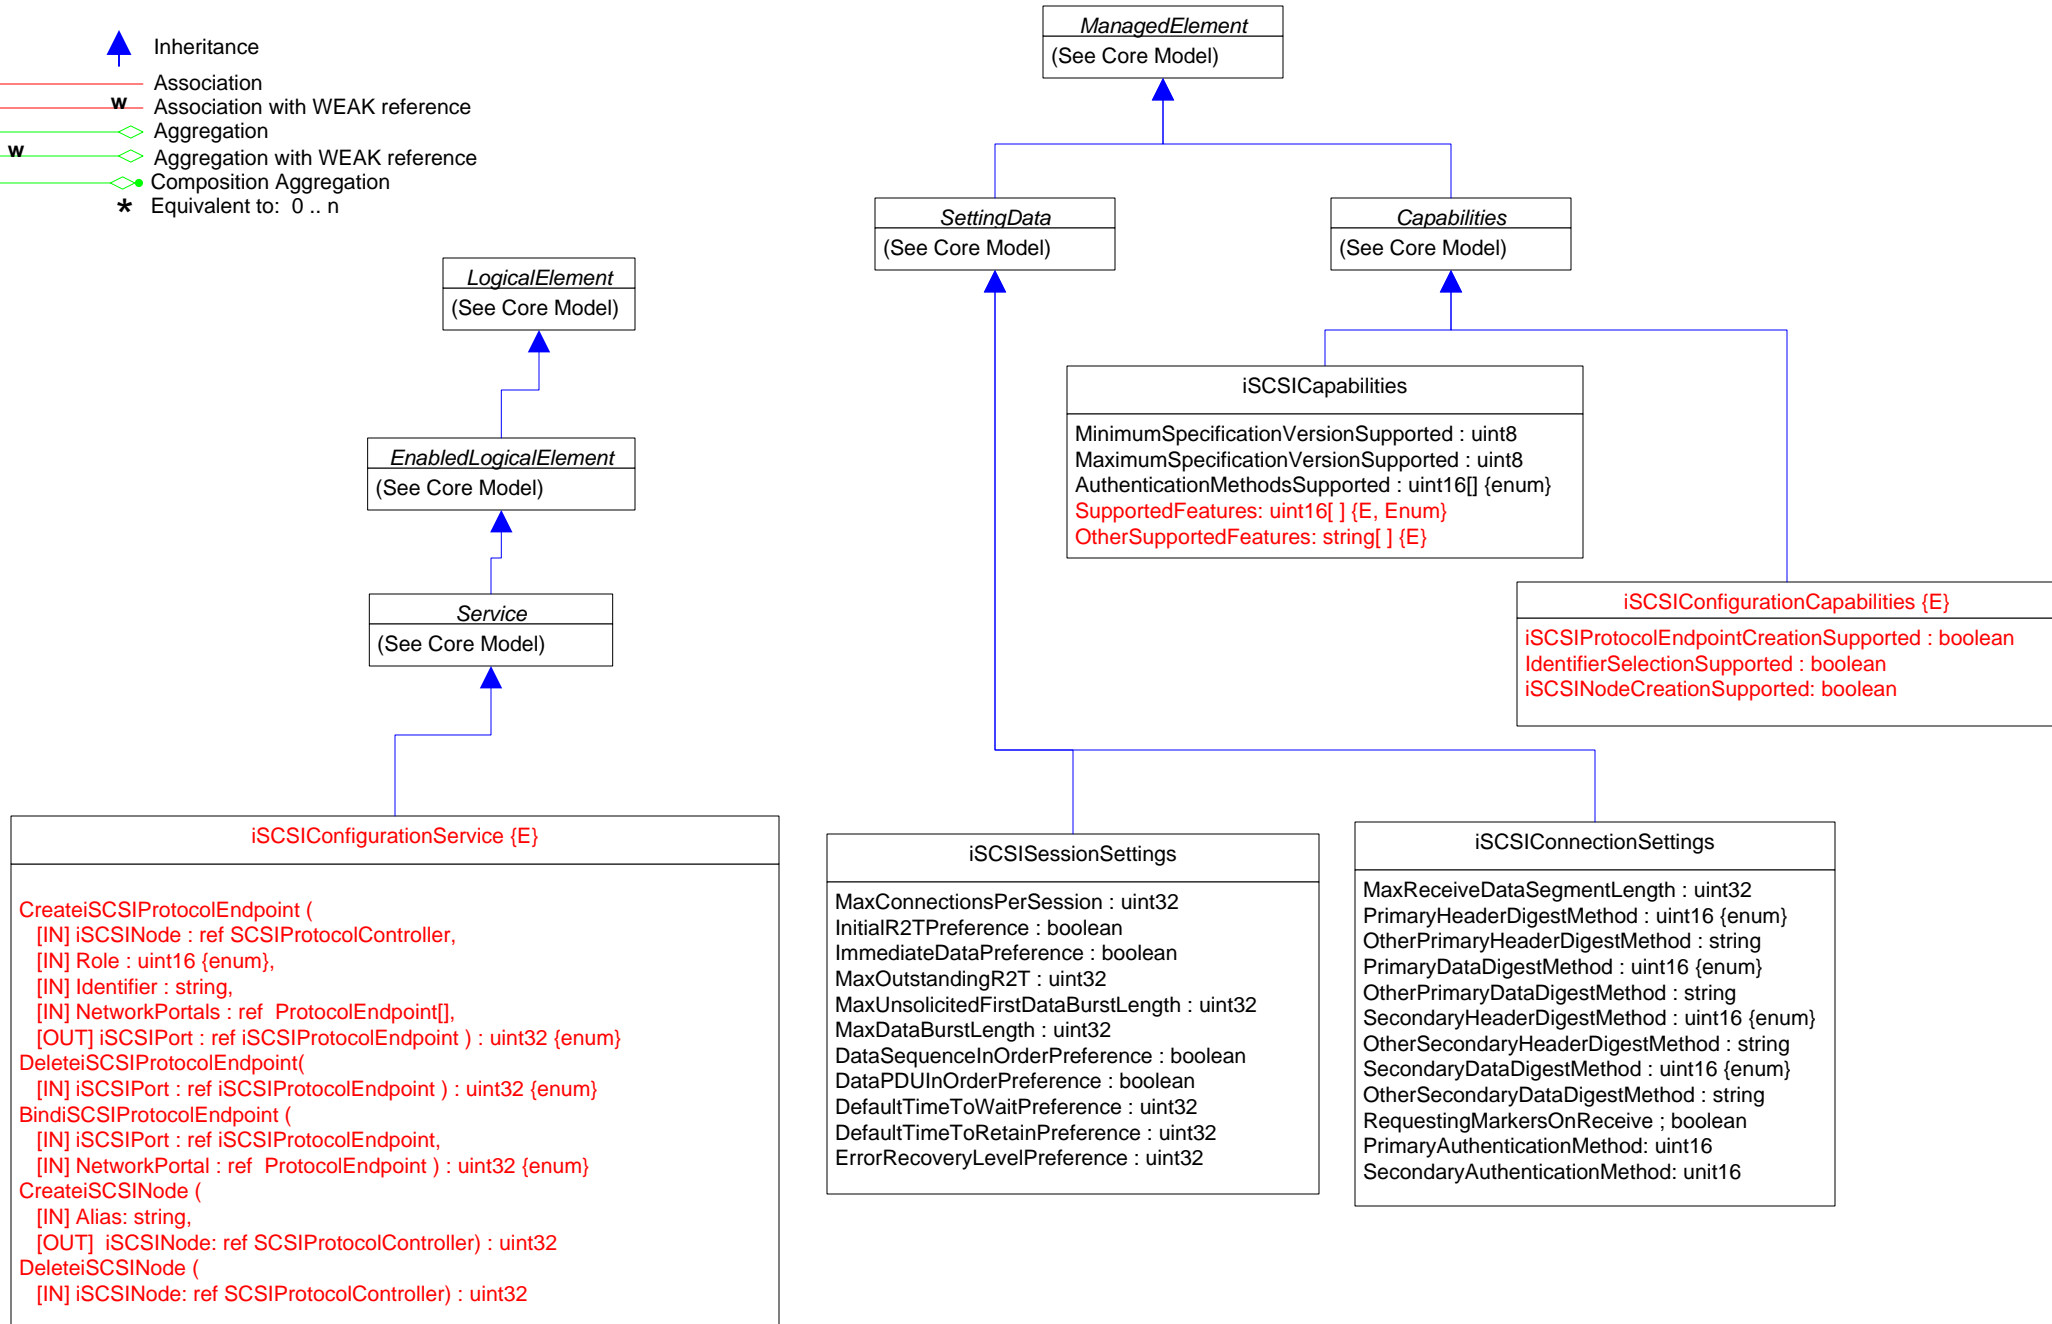 Inheritance
Association
w
Association with WEAK reference
Aggregation
w
Aggregation with WEAK reference
Composition Aggregation
* Equivalent to: 0 .. n
ManagedElement
(See Core Model)
SettingData
(See Core Model)
Capabilities
(See Core Model)
LogicalElement
(See Core Model)
EnabledLogicalElement
(See Core Model)
Service
(See Core Model)
iSCSICapabilities
MinimumSpecificationVersionSupported : uint8
MaximumSpecificationVersionSupported : uint8
AuthenticationMethodsSupported : uint16[] {enum}
SupportedFeatures: uint16[ ] {E, Enum}
OtherSupportedFeatures: string[ ] {E}
iSCSIConfigurationCapabilities {E}
iSCSIProtocolEndpointCreationSupported : boolean
IdentifierSelectionSupported : boolean
iSCSINodeCreationSupported: boolean
iSCSIConfigurationService {E}
CreateiSCSIProtocolEndpoint (
[IN] iSCSINode : ref SCSIProtocolController,
[IN] Role : uint16 {enum},
[IN] Identifier : string,
[IN] NetworkPortals : ref ProtocolEndpoint[],
[OUT] iSCSIPort : ref iSCSIProtocolEndpoint ) : uint32 {enum}
DeleteiSCSIProtocolEndpoint(
[IN] iSCSIPort : ref iSCSIProtocolEndpoint ) : uint32 {enum}
BindiSCSIProtocolEndpoint (
[IN] iSCSIPort : ref iSCSIProtocolEndpoint,
[IN] NetworkPortal : ref ProtocolEndpoint ) : uint32 {enum}
CreateiSCSINode (
[IN] Alias: string,
[OUT] iSCSINode: ref SCSIProtocolController) : uint32
DeleteiSCSINode (
[IN] iSCSINode: ref SCSIProtocolController) : uint32
iSCSISessionSettings
MaxConnectionsPerSession : uint32
InitialR2TPreference : boolean
ImmediateDataPreference : boolean
MaxOutstandingR2T : uint32
MaxUnsolicitedFirstDataBurstLength : uint32
MaxDataBurstLength : uint32
DataSequenceInOrderPreference : boolean
DataPDUInOrderPreference : boolean
DefaultTimeToWaitPreference : uint32
DefaultTimeToRetainPreference : uint32
ErrorRecoveryLevelPreference : uint32
iSCSIConnectionSettings
MaxReceiveDataSegmentLength : uint32
PrimaryHeaderDigestMethod : uint16 {enum}
OtherPrimaryHeaderDigestMethod : string
PrimaryDataDigestMethod : uint16 {enum}
OtherPrimaryDataDigestMethod : string
SecondaryHeaderDigestMethod : uint16 {enum}
OtherSecondaryHeaderDigestMethod : string
SecondaryDataDigestMethod : uint16 {enum}
OtherSecondaryDataDigestMethod : string
RequestingMarkersOnReceive ; boolean
PrimaryAuthenticationMethod: uint16
SecondaryAuthenticationMethod: unit16